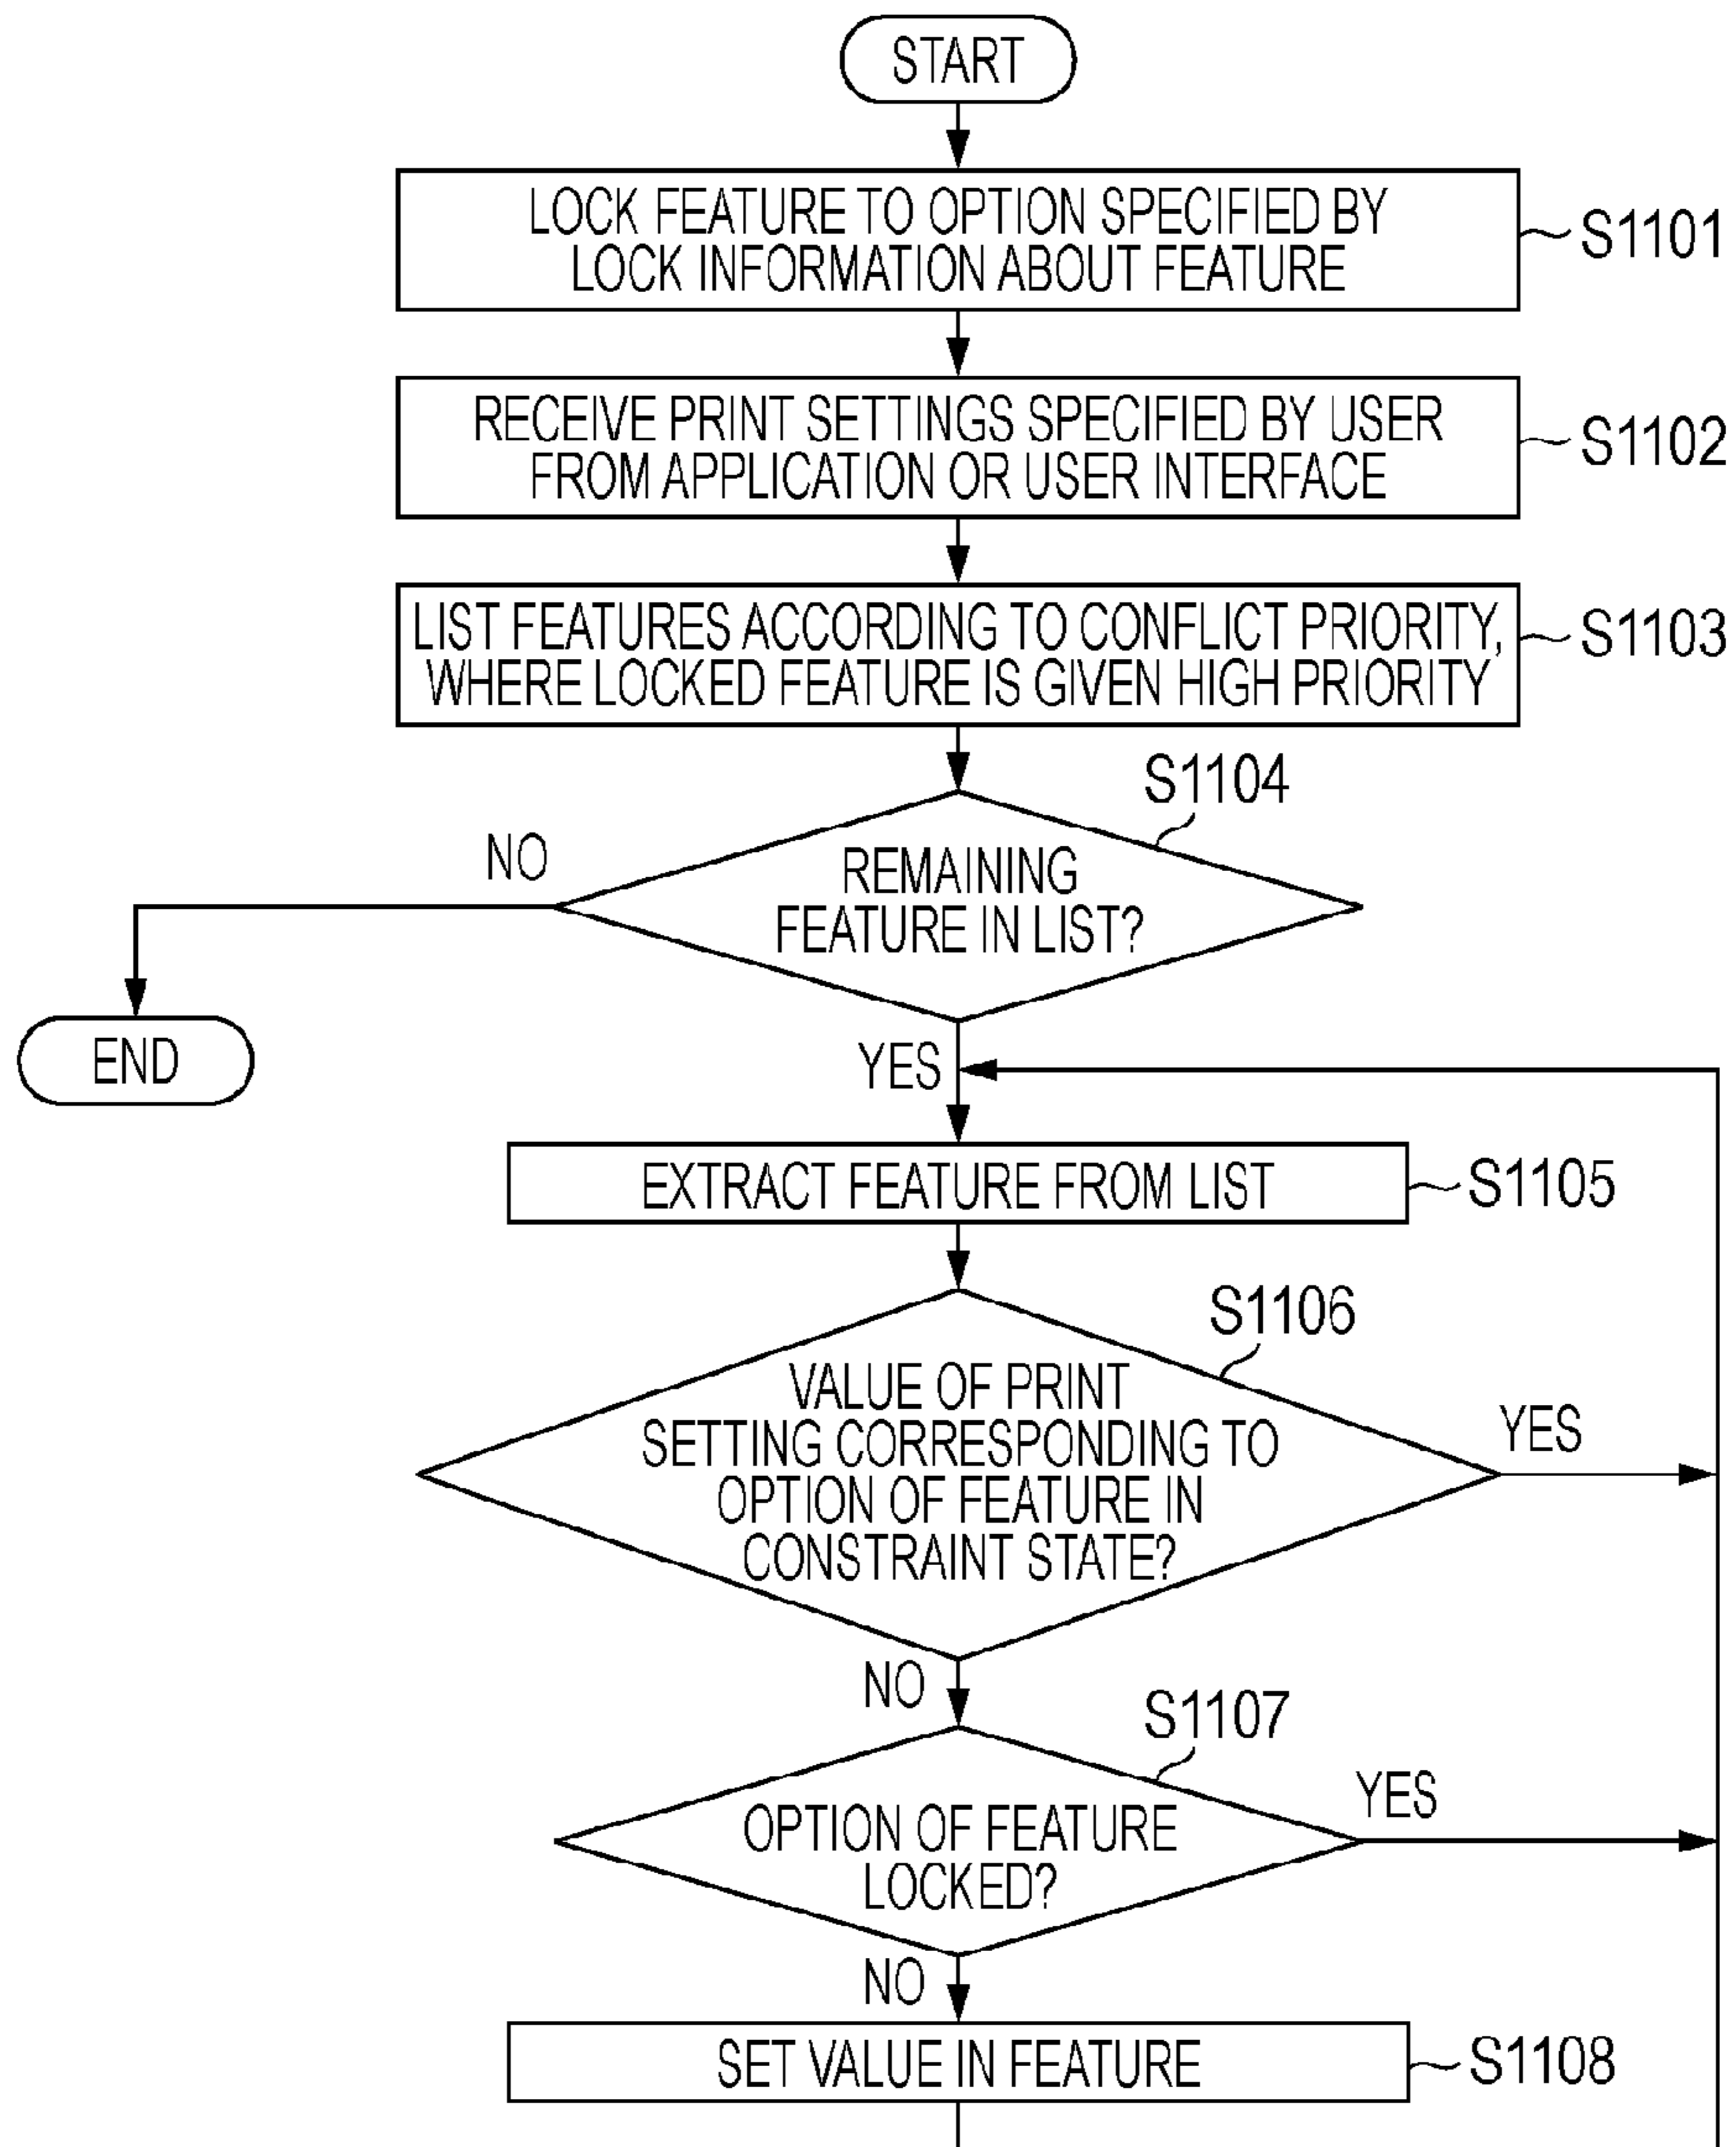 START
LOCK FEATURE TO OPTION SPECIFIED BY
LOCK INFORMATION ABOUT FEATURE
S1101
RECEIVE PRINT SETTINGS SPECIFIED BY USER
FROM APPLICATION OR USER INTERFACE
S1102
LIST FEATURES ACCORDING TO CONFLICT PRIORITY,
WHERE LOCKED FEATURE IS GIVEN HIGH PRIORITY
S1103
S1104
NO
REMAINING
FEATURE IN LIST?
END
YES
EXTRACT FEATURE FROM LIST
S1105
S1106
VALUE OF PRINT
SETTING CORRESPONDING TO
OPTION OF FEATURE IN
CONSTRAINT STATE?
YES
NO
S1107
OPTION OF FEATURE
LOCKED?
YES
NO
SET VALUE IN FEATURE
S1108